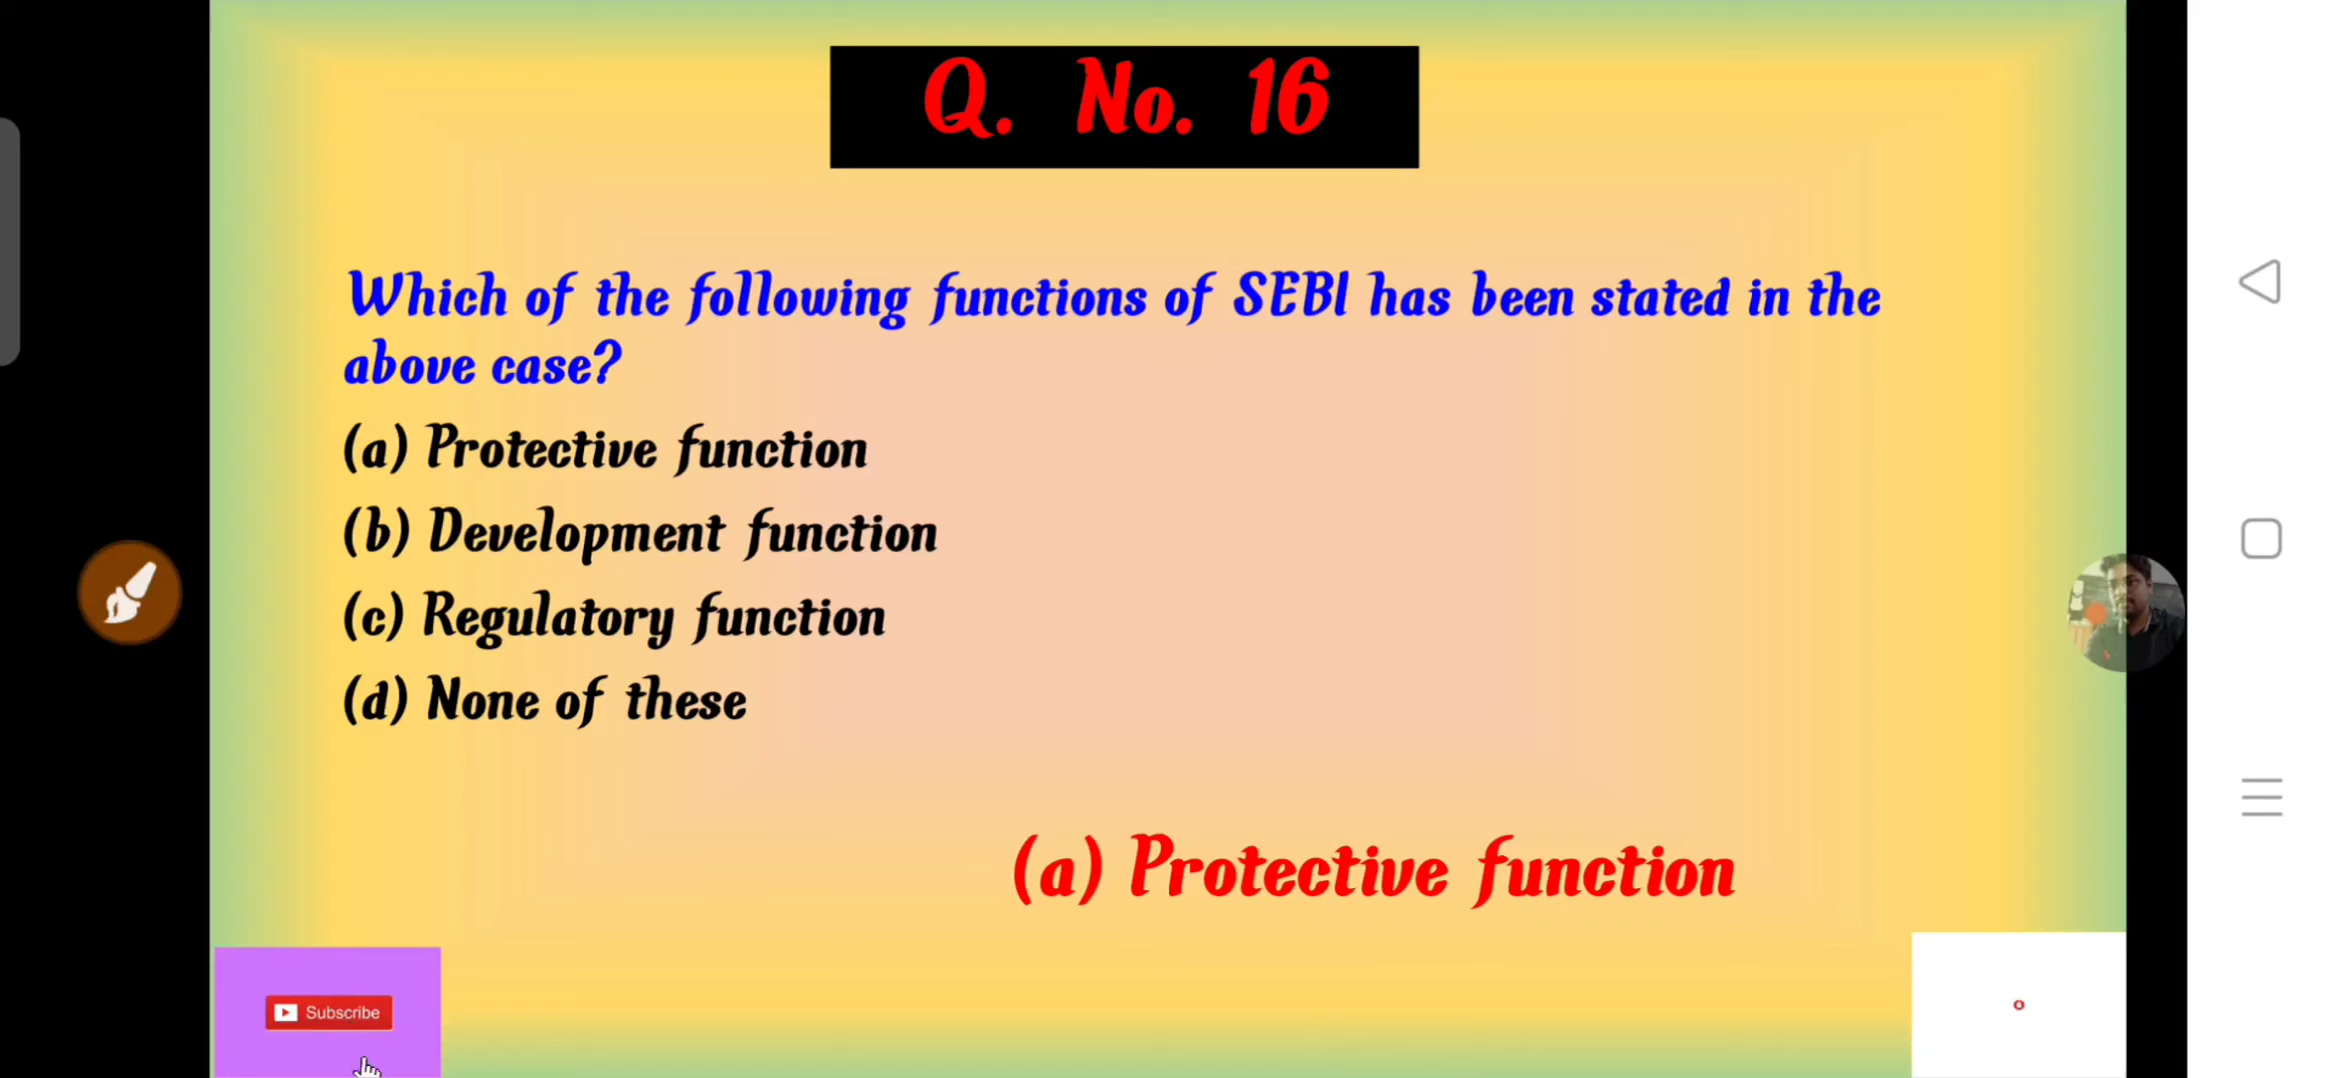 Q. No. 16
Which of the following functions of SEBI has been stated in the
above case?
(a) Protective function
(b) Development function
(c) Regulatory function
(d) None of these
(a) Protective function
Subscribe